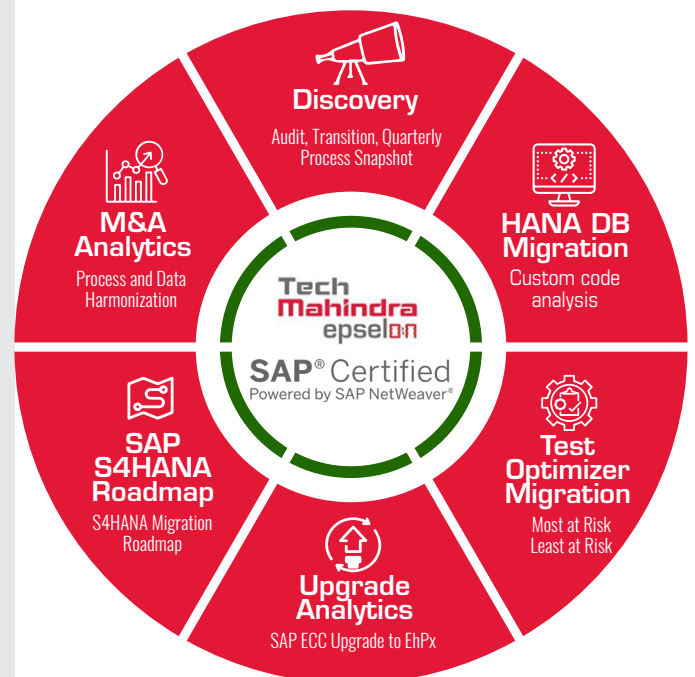 Discovery
Audit, Transition, Quarterly
Process Snapshot
HANA DB
Migration
Custom code
analysis
Test
Optimizer
Migration
Most at Risk
Least at Risk
Upgrade
Analytics
SAP ECC Upgrade to EhPx
SAP
S4HANA
Roadmap
S4HANA Migration
Roadmap
M&A
Analytics
Process and Data
Harmonization
Tech
Mahindra
epselon
SAP® Certified
Powered by SAP NetWeaver®